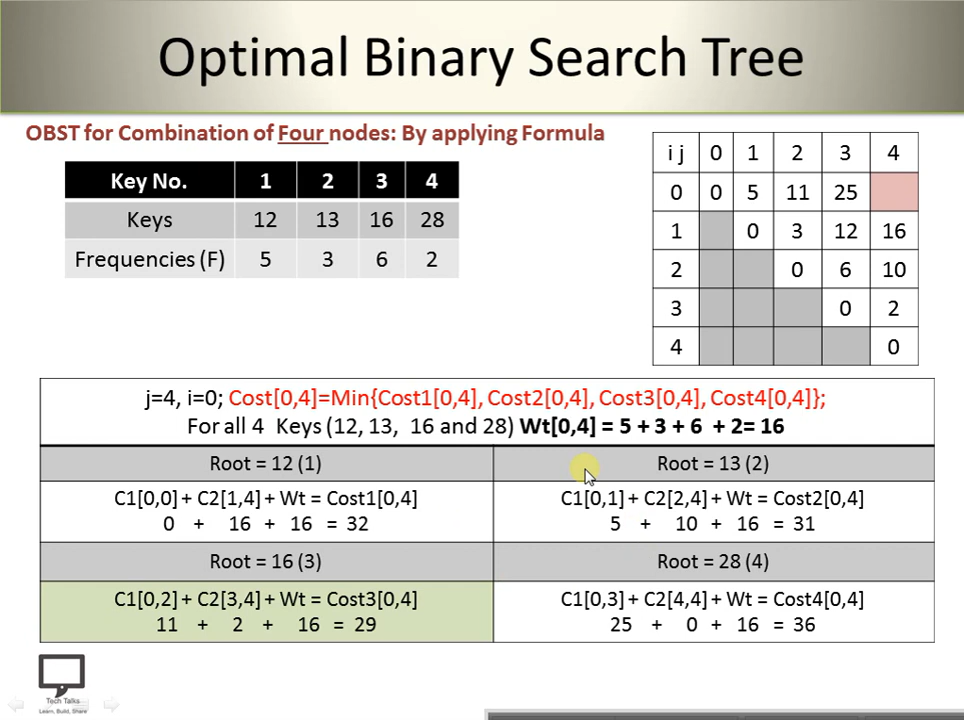 Optimal Binary Search Tree
OBST for Combination of Four nodes: By applying Formula
Key No. 1 2 3 4
Keys 12 13 16 28
Frequencies (F) 5 3 6 2
i j 0 1 2 3 4
0 0 5 11 25
1 0 3 12 16
2 0 6 10
3 0 2
4 0
j=4, i=0; Cost[0,4]=Min{Cost1[0,4], Cost2[0,4], Cost3[0,4], Cost4[0,4]};
For all 4 Keys (12, 13, 16 and 28) Wt[0,4] = 5 + 3 + 6 + 2= 16
Root = 12 (1)
C1[0,0] + C2[1,4] + Wt = Cost1[0,4]
0 + 16 + 16 = 32
Root = 13 (2)
C1[0,1] + C2[2,4] + Wt = Cost2[0,4]
5 + 10 + 16 = 31
Root = 16 (3)
C1[0,2] + C2[3,4] + Wt = Cost3[0,4]
11 + 2 + 16 = 29
Root = 28 (4)
C1[0,3] + C2[4,4] + Wt = Cost4[0,4]
25 + 0 + 16 = 36
Tech Talks
Learn, Build, Share